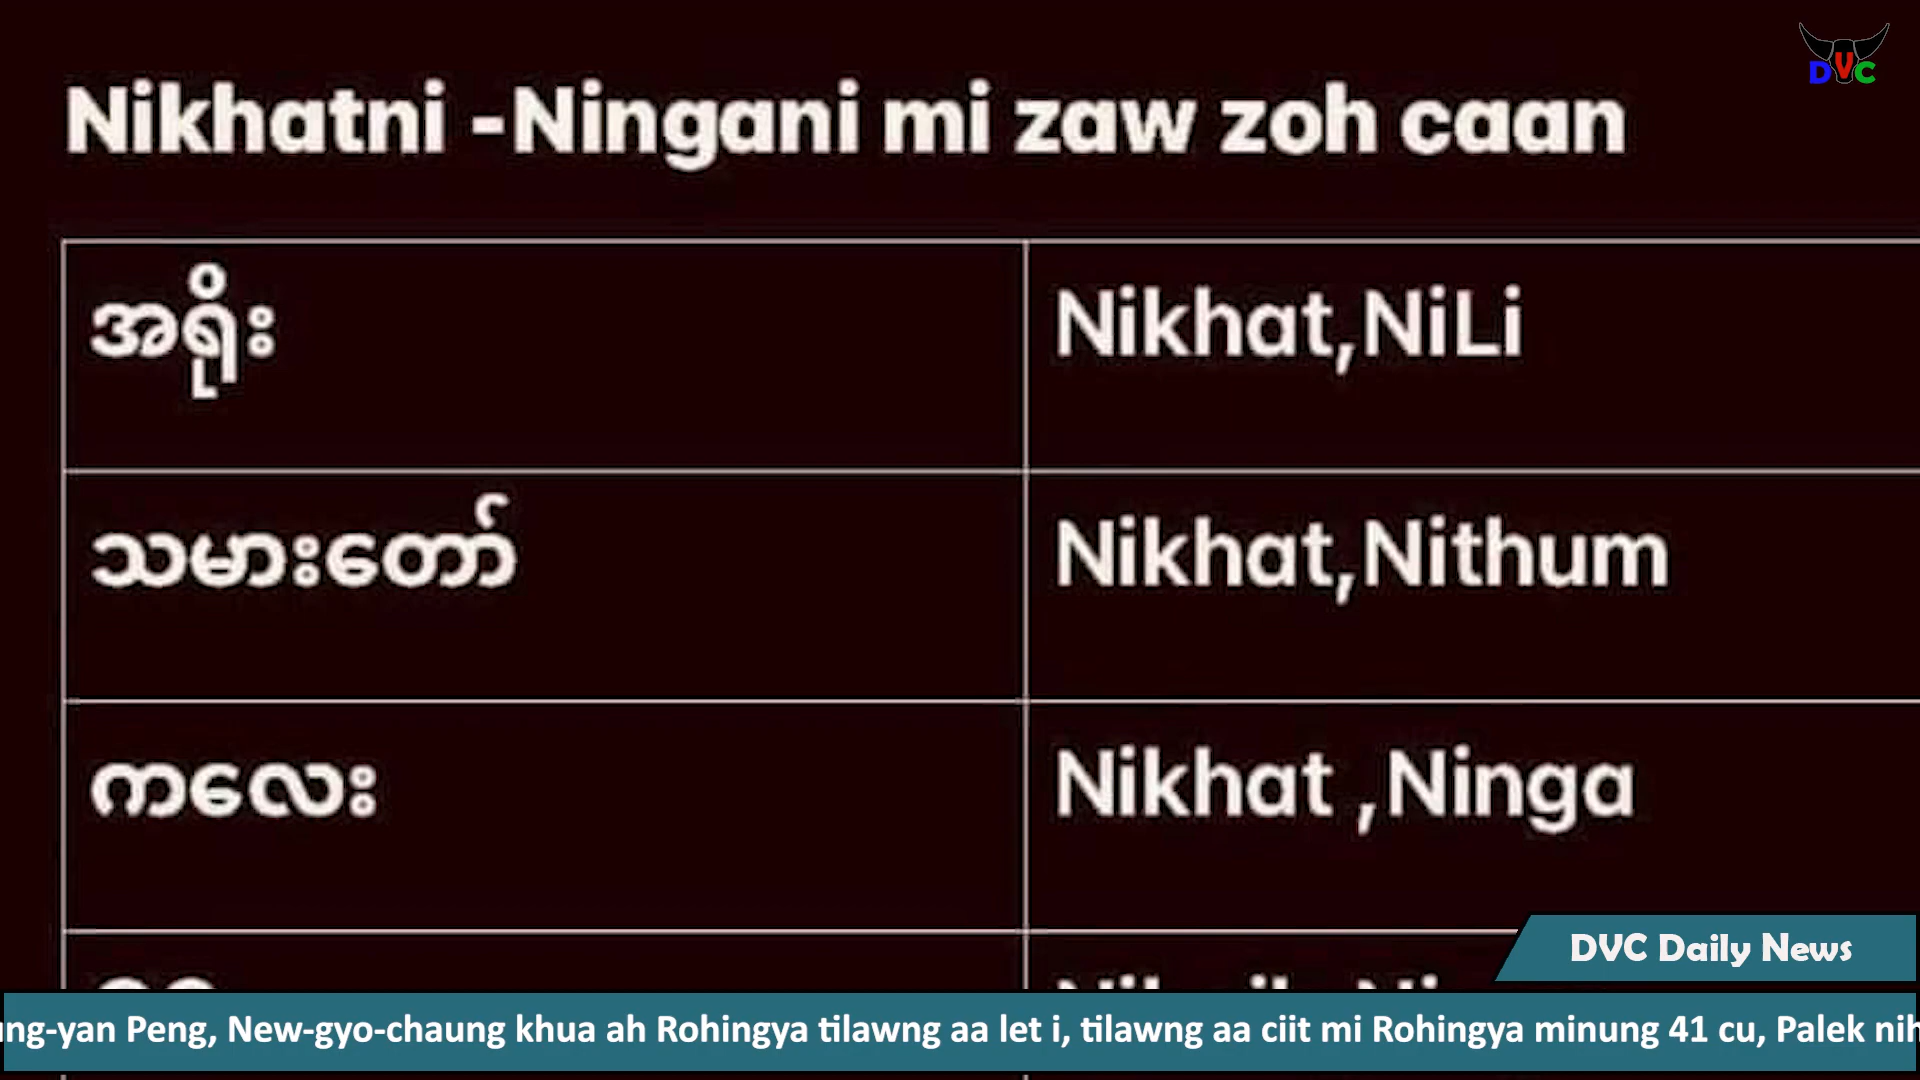 DVC
Nikhatni -Ningani mi zaw zoh caan
အရိုး
Nikhat,NiLi
သမားတော်
Nikhat,Nithum
ကလေး
Nikhat ,Ninga
DVC Daily News
ung-yan Peng, New-gyo-chaung khua ah Rohingya tilawng aa let i, tilawng aa ciit mi Rohingya minung 41 cu, Palek nih